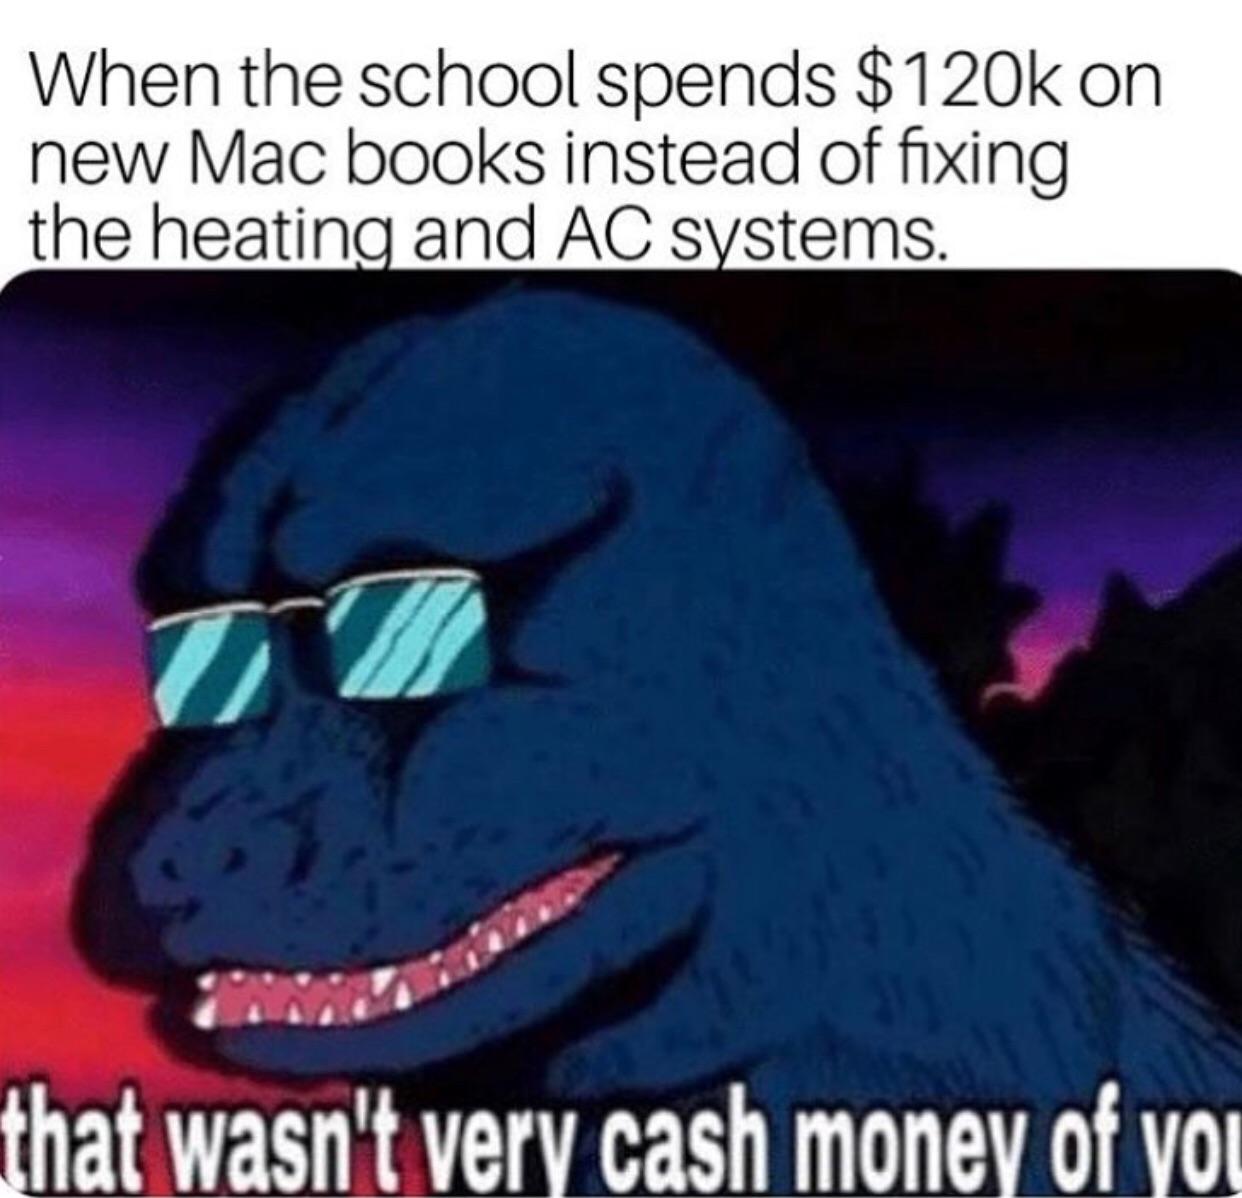 When the school spends $120k on
new Mac books instead of fixing
the heating and AC systems.
that wasn't very cash money of you